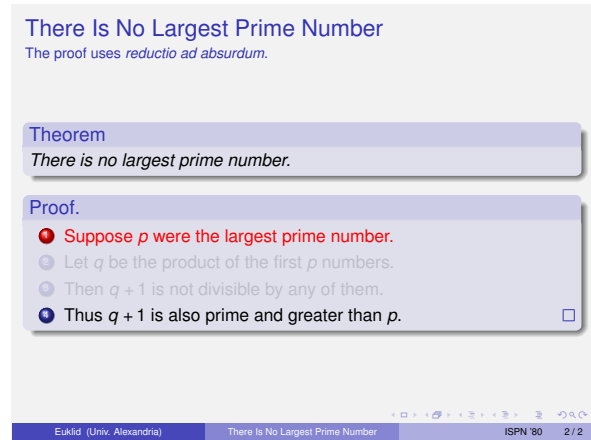 There Is No Largest Prime Number
The proof uses reductio ad absurdum.
Theorem
There is no largest prime number.
Proof.
1 Suppose p were the largest prime number.
2 Let q be the product of the first p numbers.
3 Then q + 1 is not divisible by any of them.
4 Thus q + 1 is also prime and greater than p.
Euklid (Univ. Alexandria) There Is No Largest Prime Number ISPN '80 2 / 2